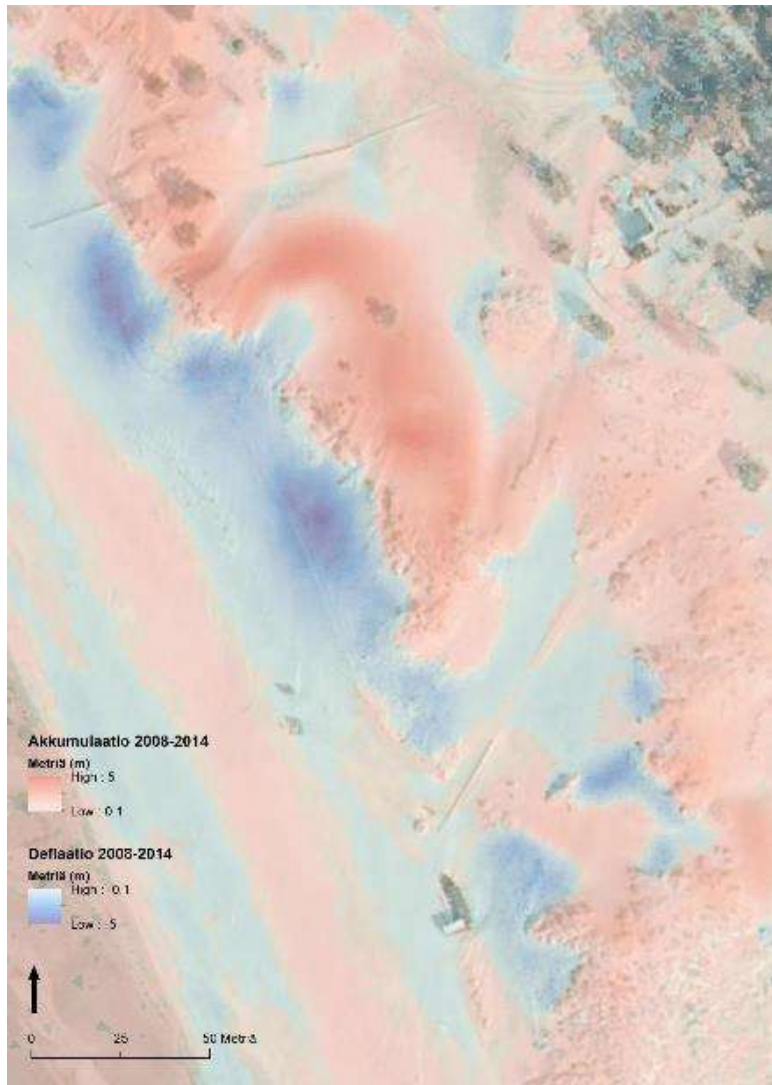 Akkumulaatio 2008-2014
Metriä (m)
High : 5
Low : 0.1
Deflaatio 2008-2014
Metriä (m)
High : -0.1
Low : -5
0 25 50 Metriä